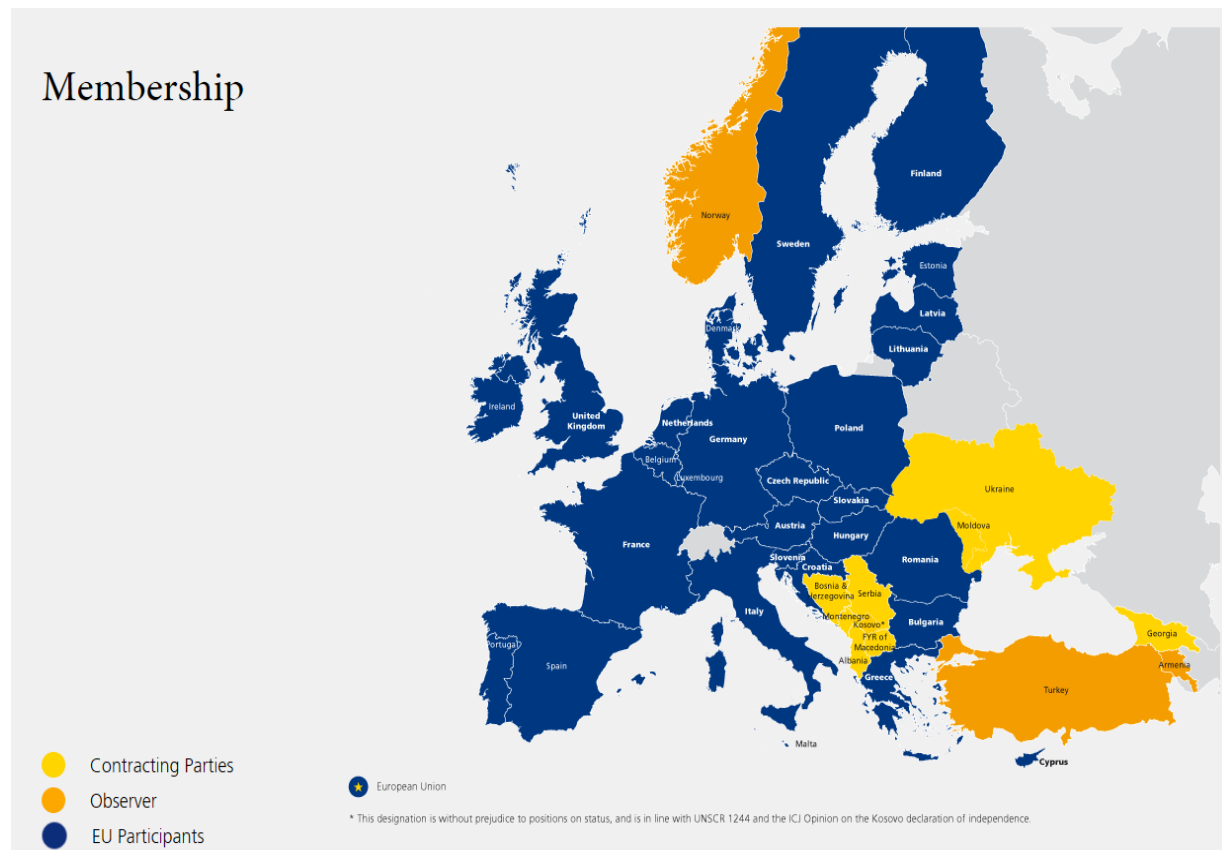 Membership
Finland
Norway
Sweden
Estonia
Latvia
Denmark
Lithuania
Ireland
United
Kingdom
Netherlands
Poland
Germany
Belgium
Luxembourg
Czech Republic
Ukraine
Slovakia
Austria
Moldova
Hungary
France
Slovenia
Romania
Croatia
Bosnia &
Herzegovina
Serbia
Italy
Montenegro
Bulgaria
Kosovo*
Georgia
FYR of
Macedonia
Portugal
Spain
Albania
Armenia
Greece
Turkey
Malta
Cyprus
Contracting Parties
Observer
EU Participants
European Union
* This designation is without prejudice to positions on status, and is in line with UNSCR 1244 and the ICJ Opinion on the Kosovo declaration of independence.